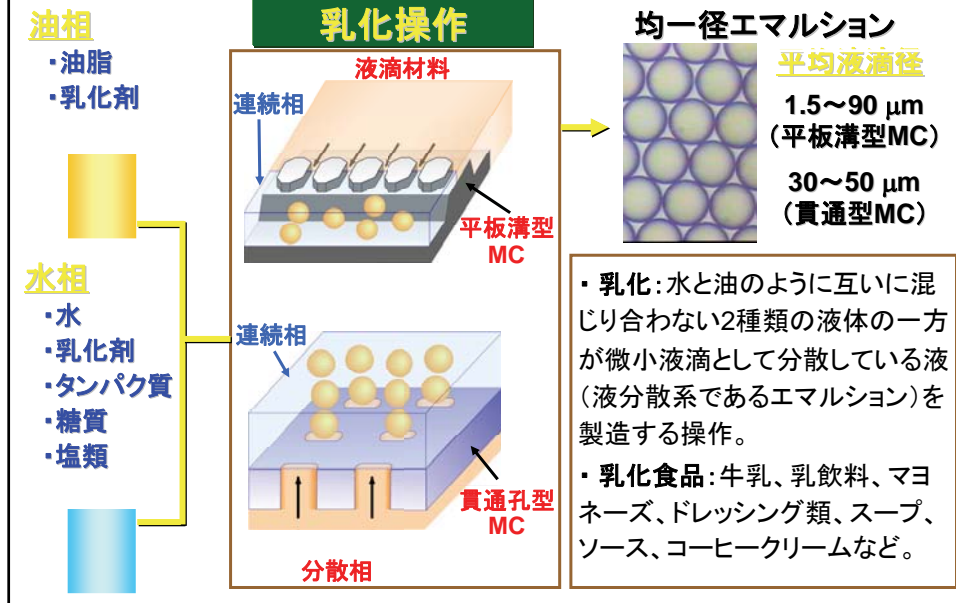 油相
・油脂
・乳化剤
水相
・水
・乳化剤
・タンパク質
・糖質
・塩類
乳化操作
液滴材料
連続相
平板溝型
MC
連続相
貫通孔型
MC
分散相
均一径エマルション
平均液滴径
1.5～90 μm
(平板溝型MC)
30～50 μm
(貫通型MC)
・ 乳化：水と油のように互いに混
じり合わない2種類の液体の一方
が微小液滴として分散している液
(液分散系であるエマルション)を
製造する操作。
・ 乳化食品：牛乳、乳飲料、マヨ
ネーズ、ドレッシング類、スープ、
ソース、コーヒークリームなど。